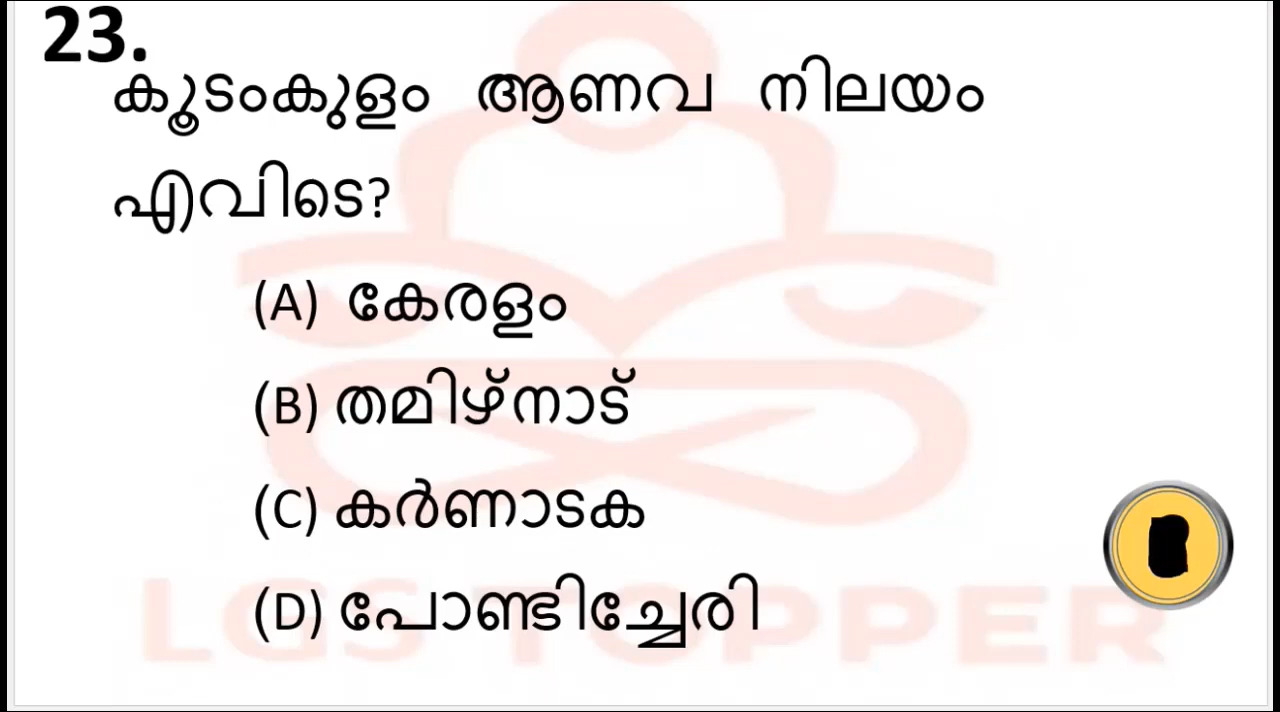 23.
കൂടംകുളം ആണവ നിലയം
എവിടെ?
(A) കേരളം
(B) തമിഴ്നാട്
(C) കർണാടക
(D) പോണ്ടിച്ചേരി
B
LGS TOPPER